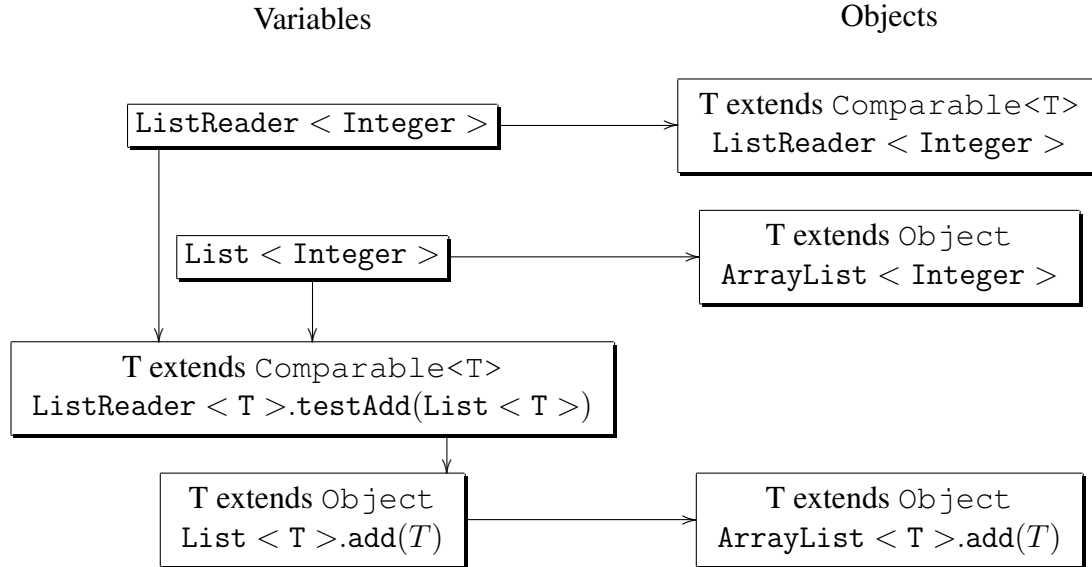 Variables
Objects
ListReader < Integer >
T extends Comparable<T>
ListReader < Integer >
List < Integer >
T extends Object
ArrayList < Integer >
T extends Comparable<T>
ListReader < T >.testAdd(List < T >)
T extends Object
List < T >.add(T)
T extends Object
ArrayList < T >.add(T)